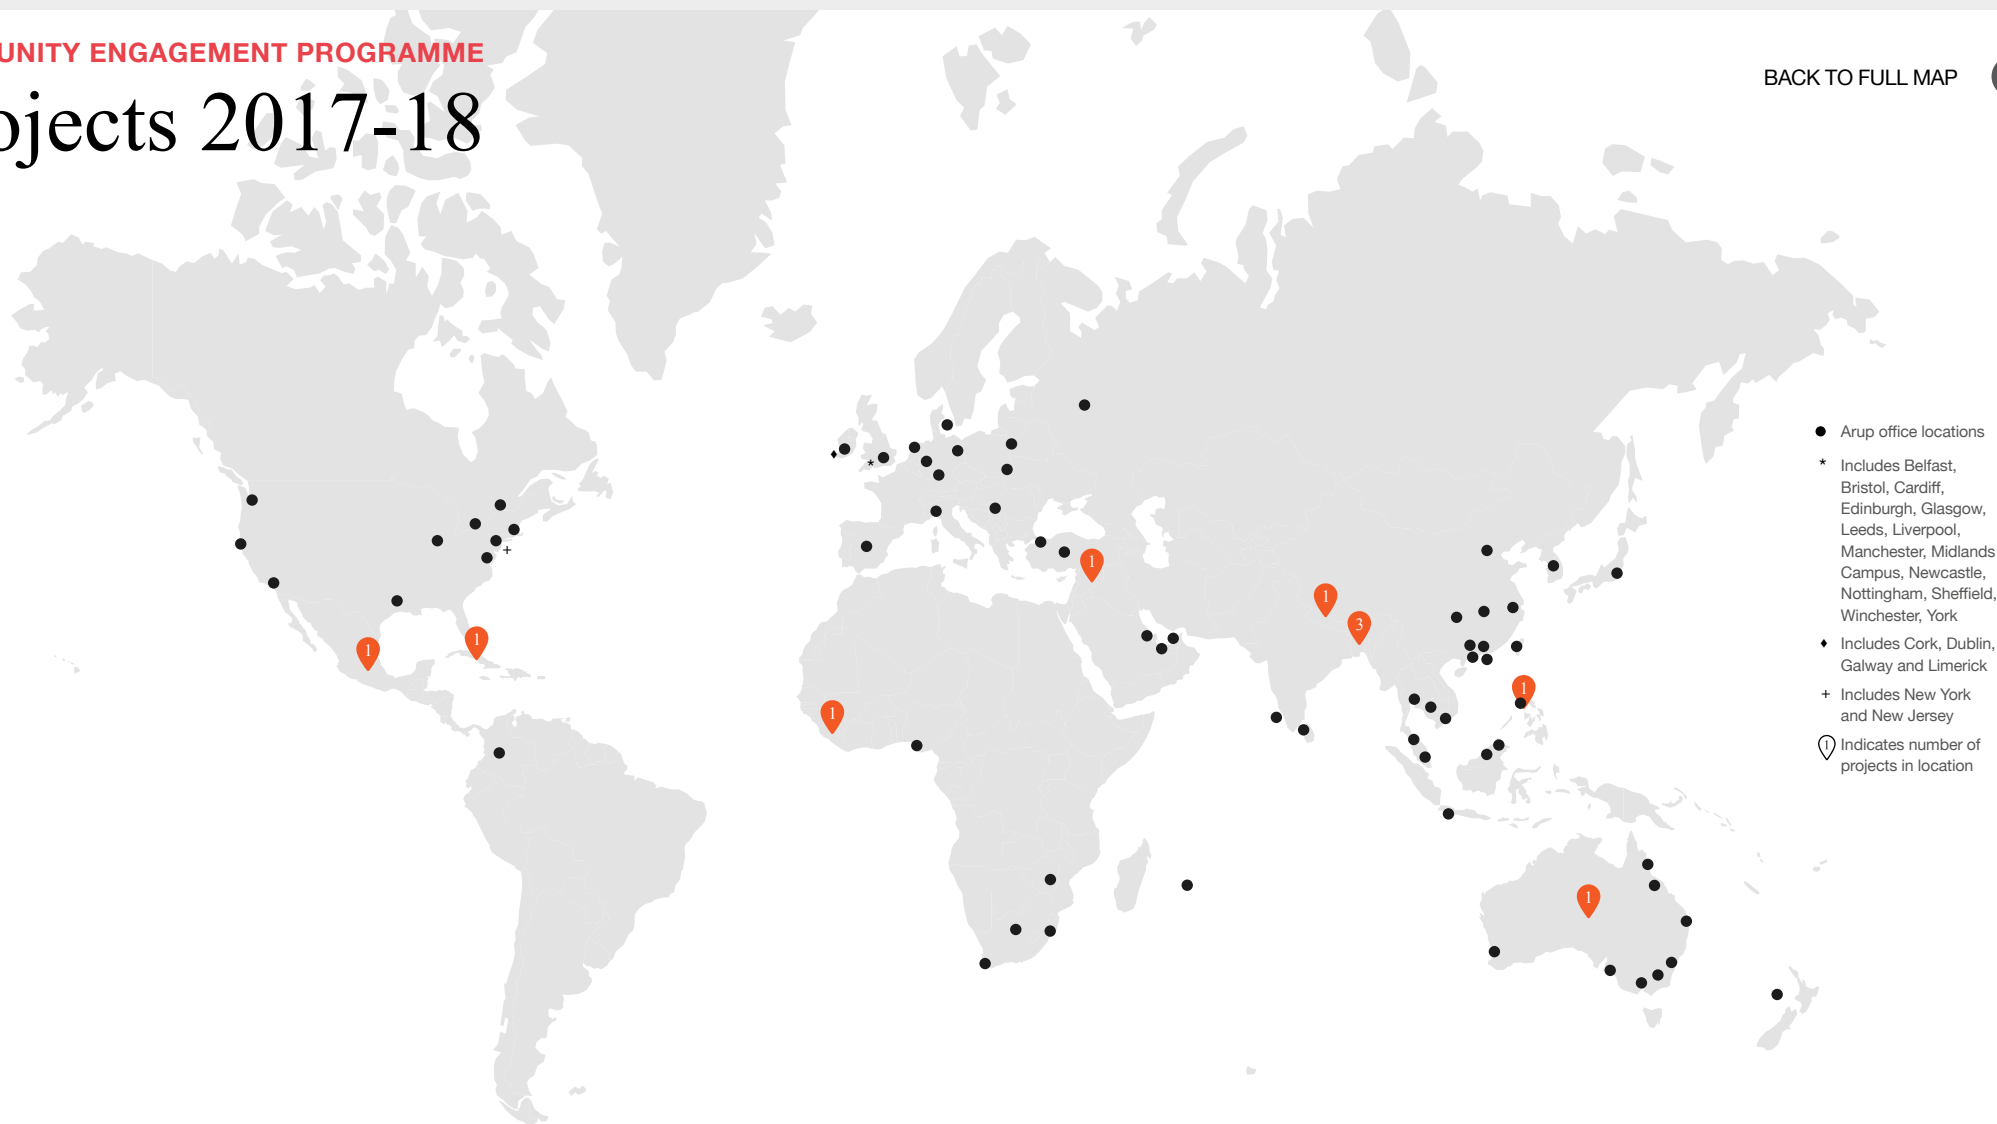 UNITY ENGAGEMENT PROGRAMME
ojects 2017-18
BACK TO FULL MAP
1
1
1
1
1
3
1
1
Arup office locations
* Includes Belfast,
Bristol, Cardiff,
Edinburgh, Glasgow,
Leeds, Liverpool,
Manchester, Midlands
Campus, Newcastle,
Nottingham, Sheffield,
Winchester, York
♦ Includes Cork, Dublin,
Galway and Limerick
+ Includes New York
and New Jersey
1 Indicates number of
projects in location